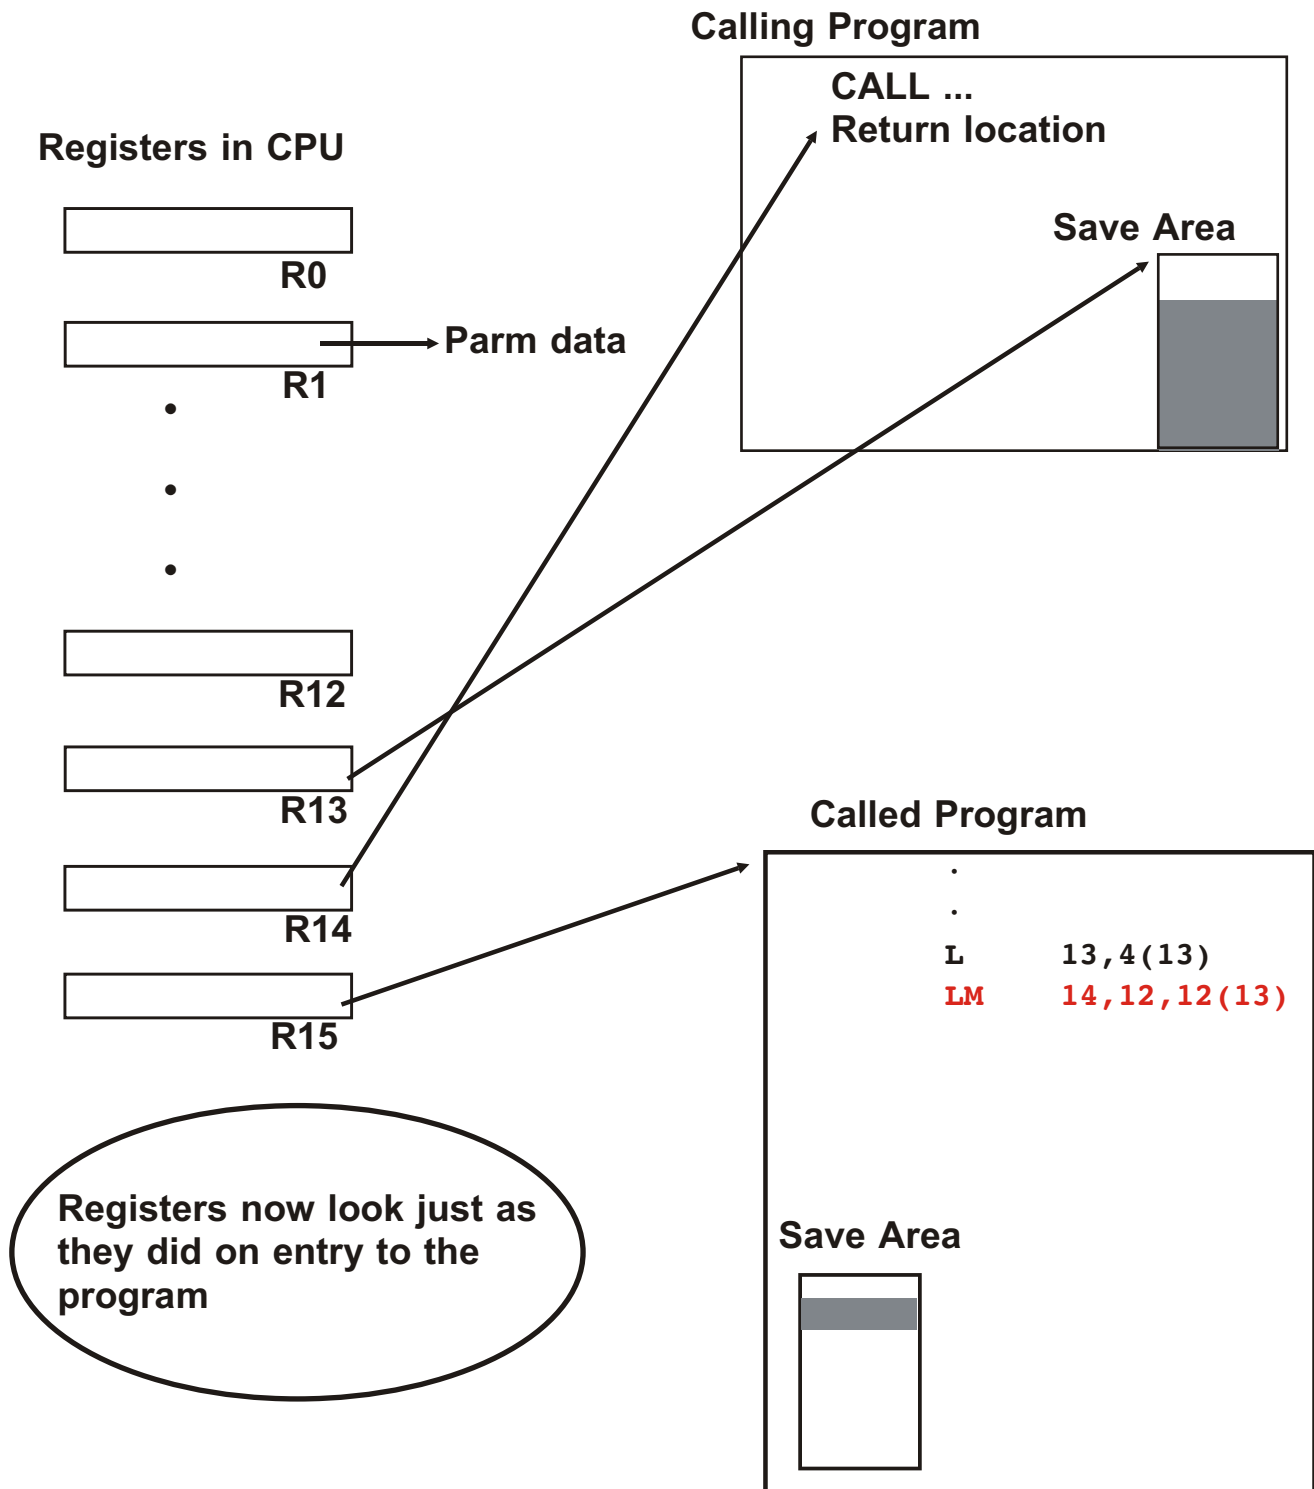 Calling Program
CALL ...
Return location
Registers in CPU
Save Area
R0
Parm data
R1
R12
R13
Called Program
R14
.
.
L 13,4(13)
LM 14,12,12(13)
R15
Registers now look just as
they did on entry to the
program
Save Area